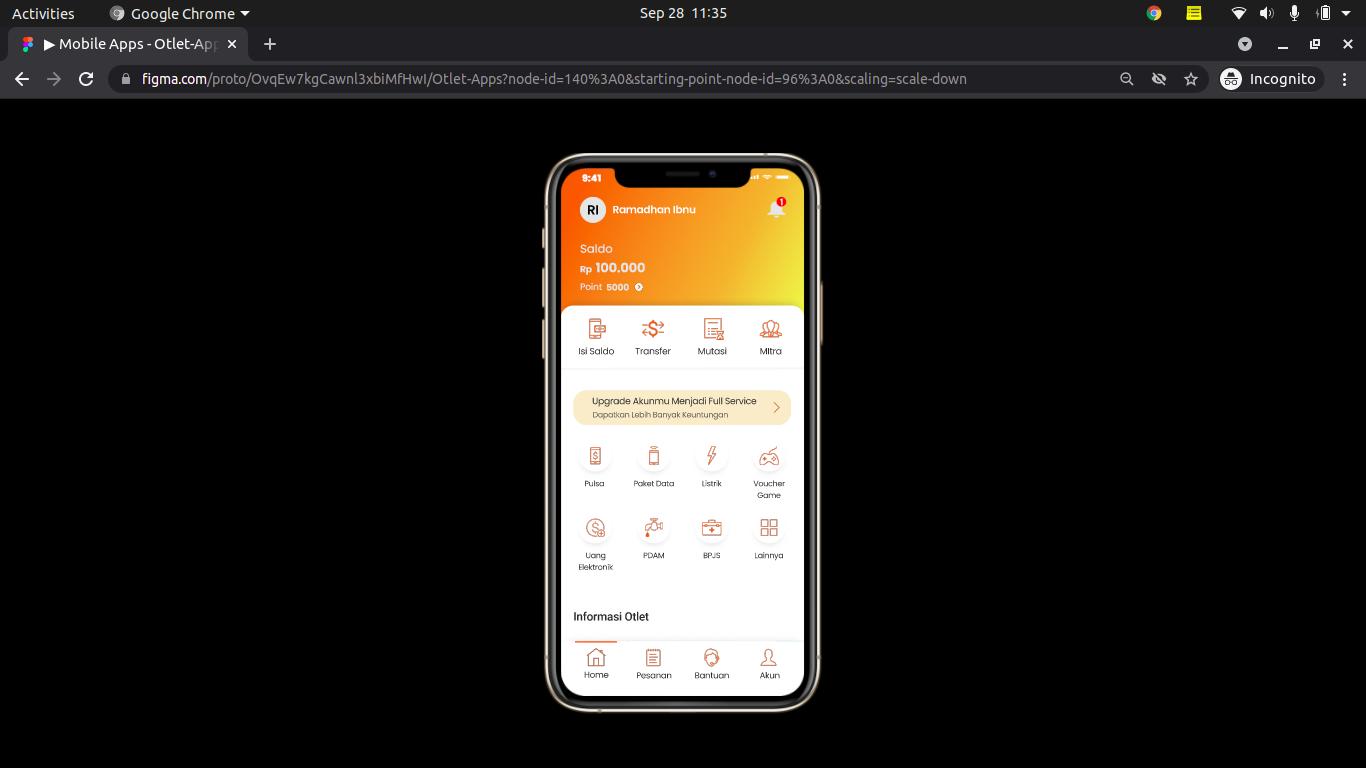 Activities
Google Chrome
Sep 28 11:35
▶ Mobile Apps - Otlet-App
figma.com/proto/OvqEw7kgCawnl3xbiMfHwI/Otlet-Apps?node-id=140%3A0&starting-point-node-id=96%3A0&scaling=scale-down
Incognito
9:41
RI Ramadhan Ibnu
1
Saldo
Rp 100.000
Point 5000
Isi Saldo Transfer Mutasi MItra
Upgrade Akunmu Menjadi Full Service
Dapatkan Lebih Banyak Keuntungan
Pulsa Paket Data Listrik Voucher
Game
Uang PDAM BPJS Lainnya
Elektronik
Informasi Otlet
Home Pesanan Bantuan Akun